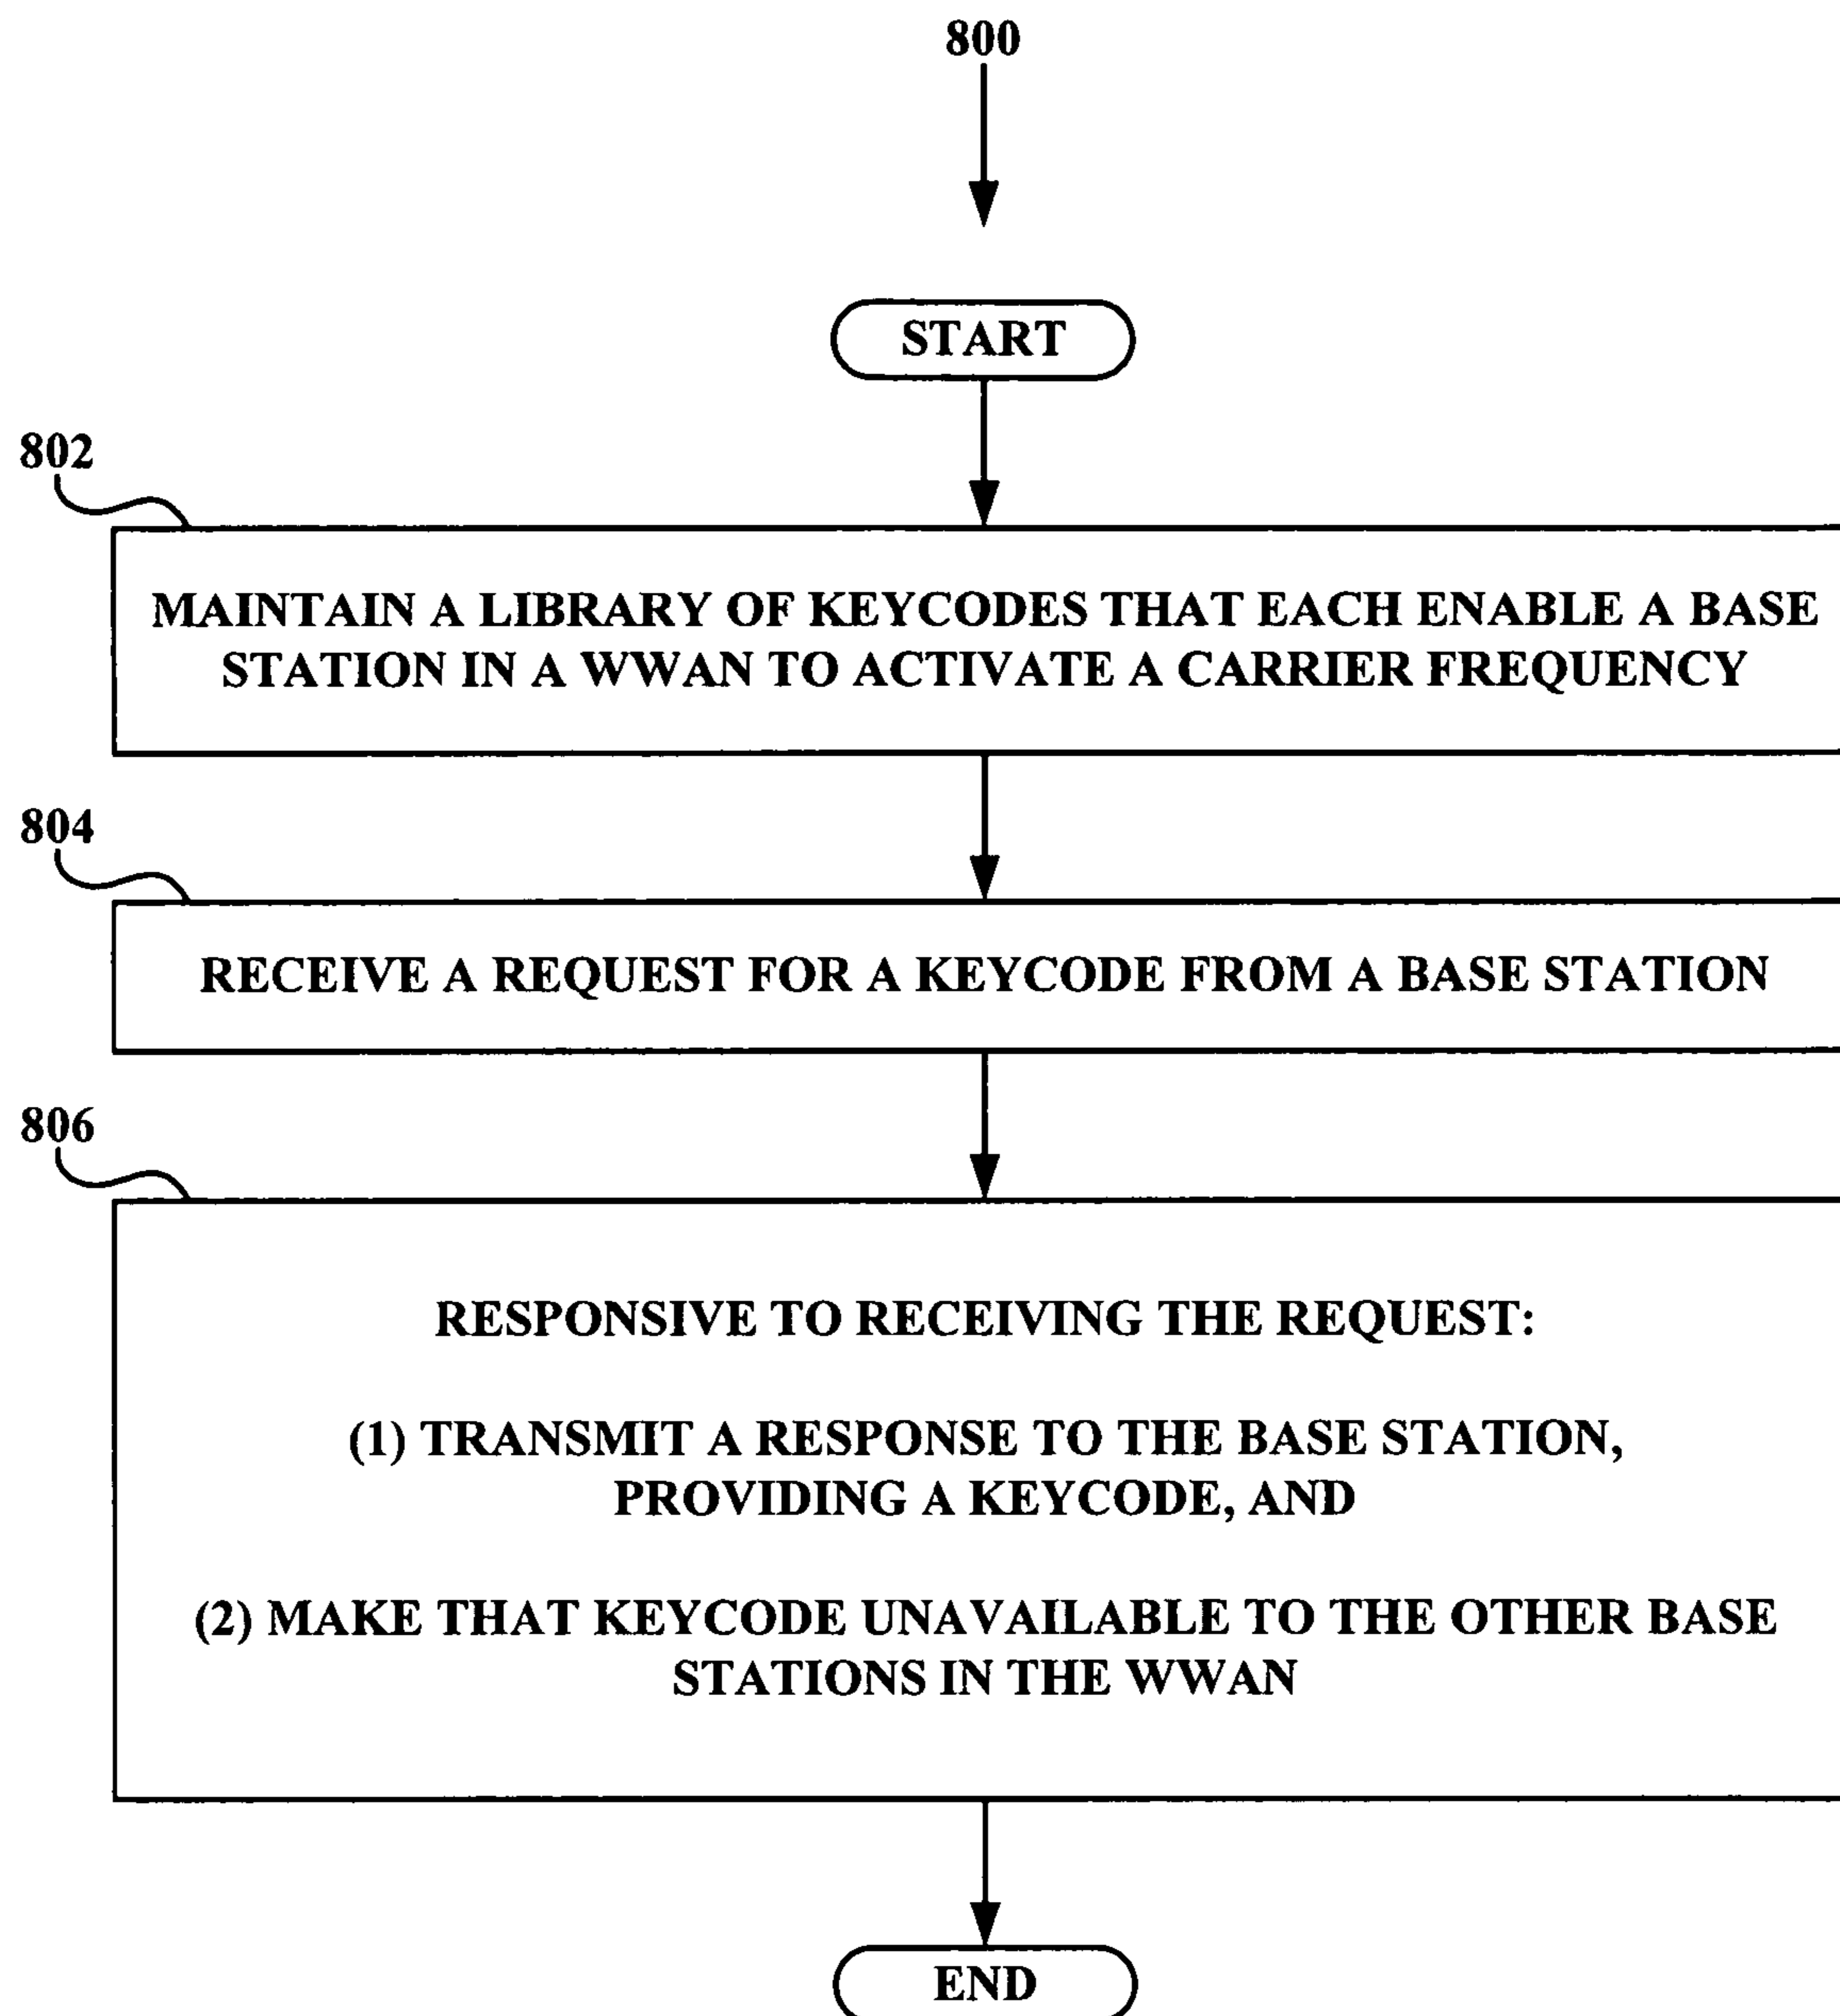 800
START
802
MAINTAIN A LIBRARY OF KEYCODES THAT EACH ENABLE A BASE
STATION IN A WWAN TO ACTIVATE A CARRIER FREQUENCY
804
RECEIVE A REQUEST FOR A KEYCODE FROM A BASE STATION
806
RESPONSIVE TO RECEIVING THE REQUEST:
(1) TRANSMIT A RESPONSE TO THE BASE STATION,
PROVIDING A KEYCODE, AND
(2) MAKE THAT KEYCODE UNAVAILABLE TO THE OTHER BASE
STATIONS IN THE WWAN
END